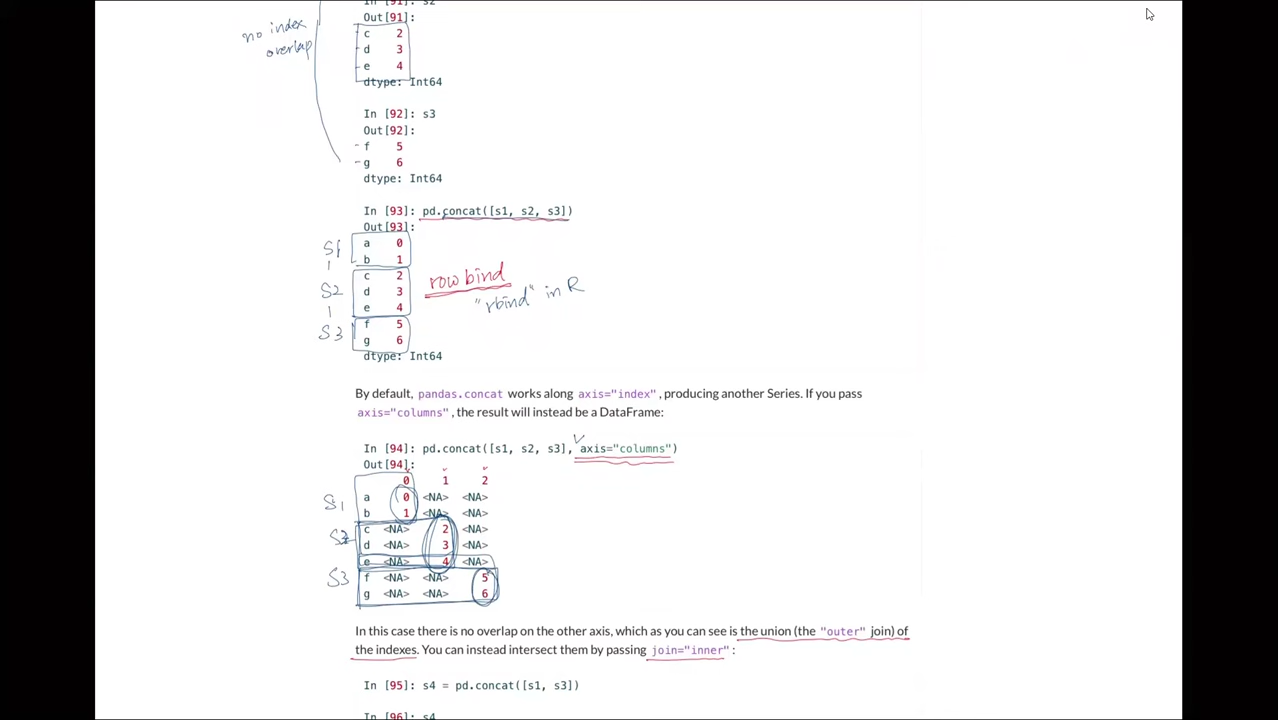 In [91]: s2
Out[91]:
no index
overlap
c 2
d 3
e 4
dtype: Int64
In [92]: s3
Out[92]:
f 5
g 6
dtype: Int64
In [93]: pd.concat([s1, s2, s3])
Out[93]:
S1
a 0
b 1
S2
c 2
d 3
e 4
row bind
"rbind" in R
S3
f 5
g 6
dtype: Int64
By default, pandas.concat works along axis="index", producing another Series. If you pass
axis="columns", the result will instead be a DataFrame:
In [94]: pd.concat([s1, s2, s3], axis="columns")
Out[94]:
0 1 2
S1
a 0 <NA> <NA>
b 1 <NA> <NA>
S2
c <NA> 2 <NA>
d <NA> 3 <NA>
e <NA> 4 <NA>
S3
f <NA> <NA> 5
g <NA> <NA> 6
In this case there is no overlap on the other axis, which as you can see is the union (the "outer" join) of
the indexes. You can instead intersect them by passing join="inner":
In [95]: s4 = pd.concat([s1, s3])
In [96]: s4